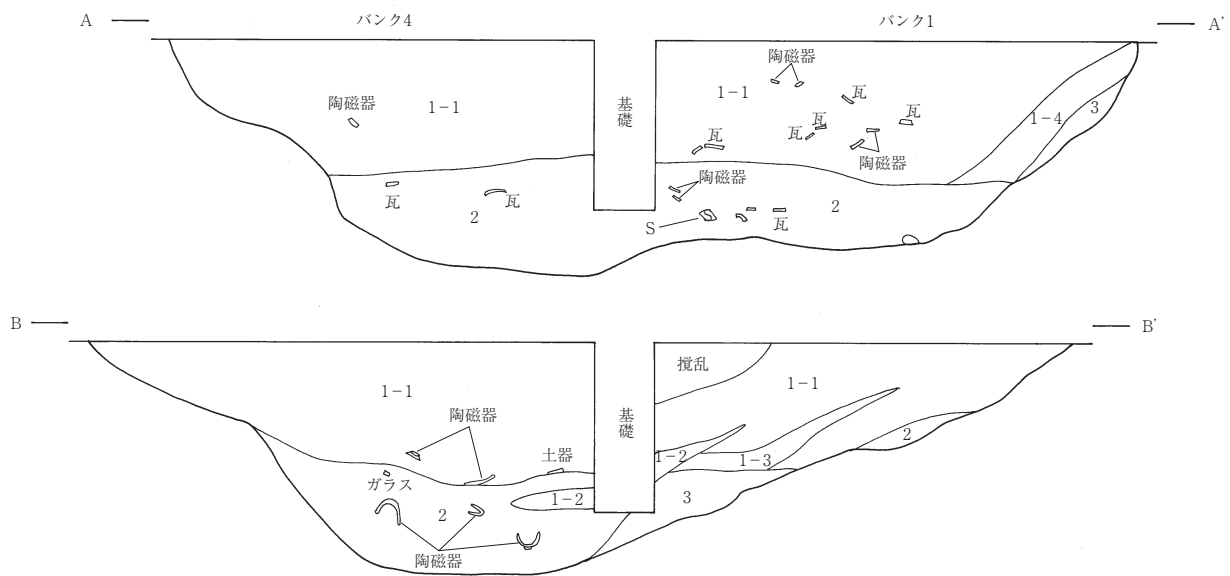 A バンク4 バンク1 A'
陶磁器
1-1
基礎
陶磁器
1-1
瓦
瓦
瓦
瓦
瓦
陶磁器
1-4
3
瓦
瓦
2
陶磁器
S
瓦
2
B B'
1-1
陶磁器
土器
ガラス
1-2
2
陶磁器
基礎
撹乱
1-1
1-2
1-3
2
3